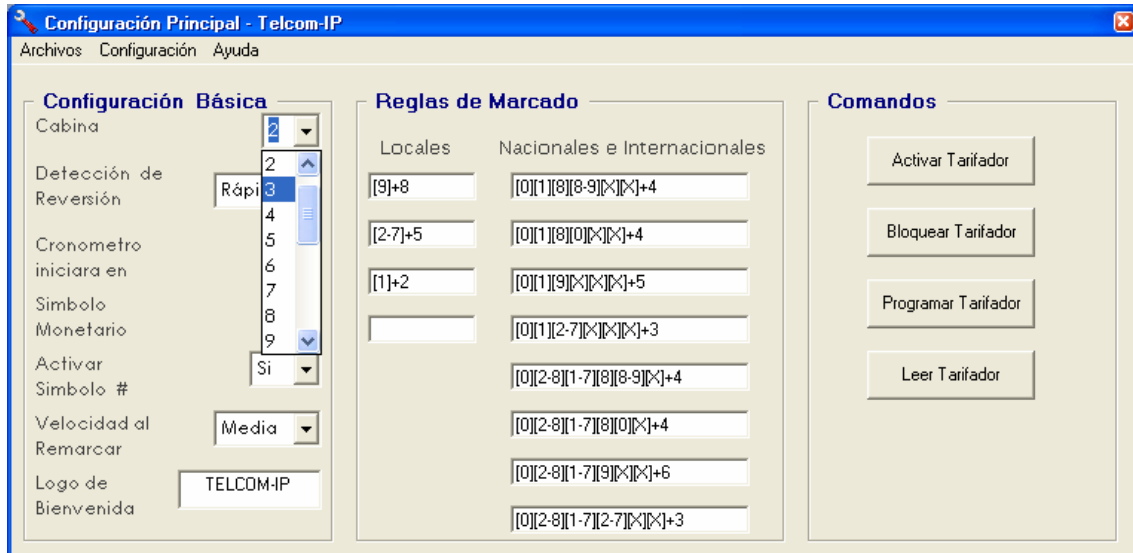 Configuración Principal - Telcom-IP
Archivos Configuración Ayuda
Configuración Básica
Cabina
2
2
3
4
5
6
7
8
9
Detección de
Reversión
Rápi
Cronometro
iniciara en
Simbolo
Monetario
Activar
Simbolo #
Si
Velocidad al
Remarcar
Media
Logo de
Bienvenida
TELCOM-IP
Reglas de Marcado
Locales
[9]+8
[2-7]+5
[1]+2
Nacionales e Internacionales
[0][1][8][8-9][X][X]+4
[0][1][8][0][X][X]+4
[0][1][9][X][X][X]+5
[0][1][2-7][X][X][X]+3
[0][2-8][1-7][8][8-9][X]+4
[0][2-8][1-7][8][0][X]+4
[0][2-8][1-7][9][X][X]+6
[0][2-8][1-7][2-7][X][X]+3
Comandos
Activar Tarifador
Bloquear Tarifador
Programar Tarifador
Leer Tarifador